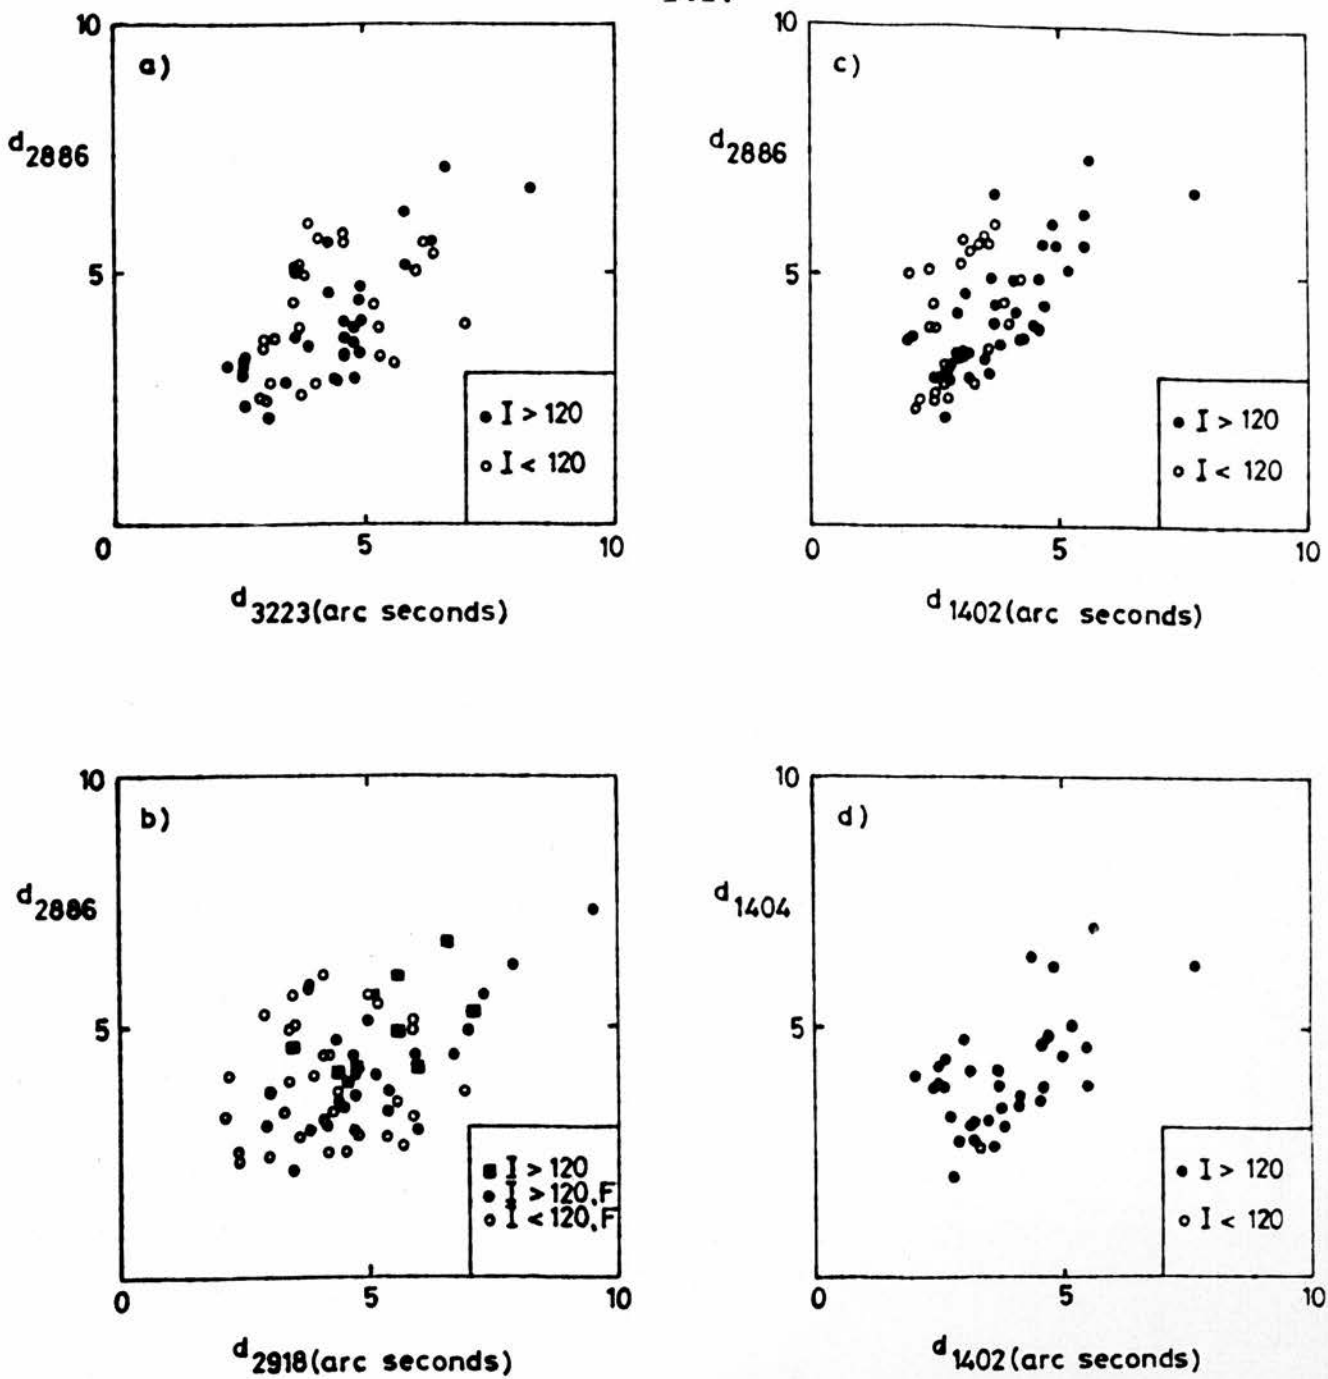 10
a)
d2886
5
● I > 120
○ I < 120
0 5 10
d3223(arc seconds)
10
c)
d2886
5
● I > 120
○ I < 120
0 5 10
d1402(arc seconds)
10
b)
d2886
5
■ I > 120
● I > 120,F
○ I < 120,F
0 5 10
d2918(arc seconds)
10
d)
d1404
5
● I > 120
○ I < 120
0 5 10
d1402(arc seconds)